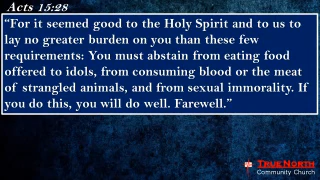 Acts 15:28
“For it seemed good to the Holy Spirit and to us to
lay no greater burden on you than these few
requirements: You must abstain from eating food
offered to idols, from consuming blood or the meat
of strangled animals, and from sexual immorality. If
you do this, you will do well. Farewell.”
TRUE NORTH
Community Church